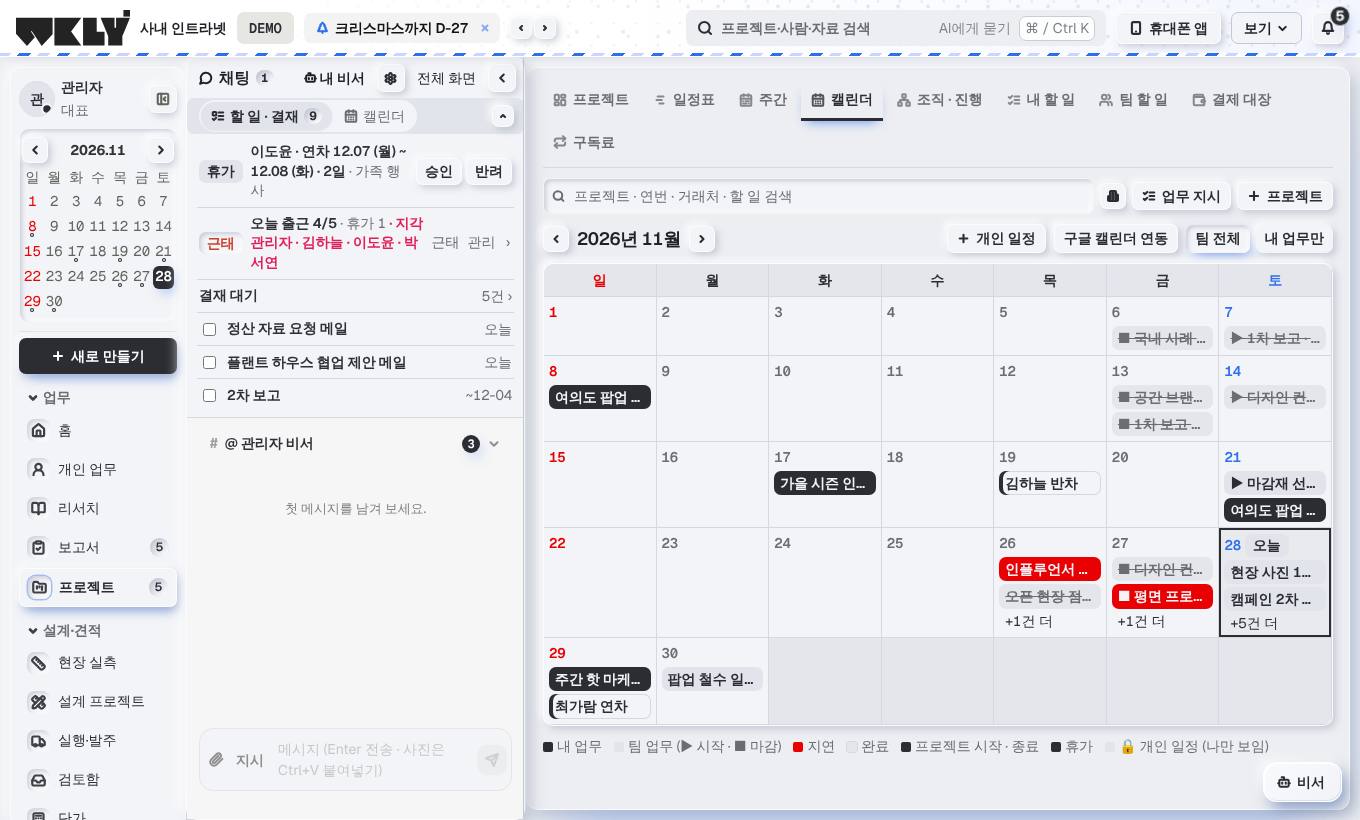 WKLY 사내 인트라넷 DEMO 크리스마스까지 D-27 × ‹ › 프로젝트·사람·자료 검색 AI에게 묻기 ⌘ / Ctrl K 휴대폰 앱 보기 5
관 관리자
대표
2026.11
일 월 화 수 목 금 토
1 2 3 4 5 6 7
8 9 10 11 12 13 14
15 16 17 18 19 20 21
22 23 24 25 26 27 28
29 30
+ 새로 만들기
업무
홈
개인 업무
리서치
보고서 5
프로젝트 5
설계·견적
현장 실측
설계 프로젝트
실행·발주
검토함
단가
채팅 1 내 비서 전체 화면
할 일 · 결재 9 캘린더
휴가 이도윤 · 연차 12.07 (월) ~
12.08 (화) · 2일 · 가족 행
사
승인 반려
근태 오늘 출근 4/5 · 휴가 1 · 지각
관리자 · 김하늘 · 이도윤 · 박
서연
근태 관리 ›
결재 대기 5건 ›
정산 자료 요청 메일 오늘
플랜트 하우스 협업 제안 메일 오늘
2차 보고 ~12-04
# @ 관리자 비서 3
첫 메시지를 남겨 보세요.
지시 메시지 (Enter 전송 · 사진은
Ctrl+V 붙여넣기)
프로젝트 일정표 주간 캘린더 조직 · 진행 내 할 일 팀 할 일 결제 대장
구독료
프로젝트 · 연번 · 거래처 · 할 일 검색 업무 지시 + 프로젝트
2026년 11월 + 개인 일정 구글 캘린더 연동 팀 전체 내 업무만
일 월 화 수 목 금 토
1 2 3 4 5 6 7
■ 국내 사례 … ▶ 1차 보고 · …
8 9 10 11 12 13 14
여의도 팝업 … ■ 공간 브랜… ▶ 디자인 컨…
■ 1차 보고 …
15 16 17 18 19 20 21
가을 시즌 인… 김하늘 반차 ▶ 마감재 선…
여의도 팝업 …
22 23 24 25 26 27 28 오늘
인플루언서 … ■ 디자인 컨… 현장 사진 1…
오픈 현장 점… ■ 평면 프로… 캠페인 2차 …
+1건 더 +1건 더 +5건 더
29 30
주간 핫 마케… 팝업 철수 일…
최가람 연차
내 업무 팀 업무 (▶ 시작 · ■ 마감) 지연 완료 프로젝트 시작 · 종료 휴가 🔒 개인 일정 (나만 보임)
비서